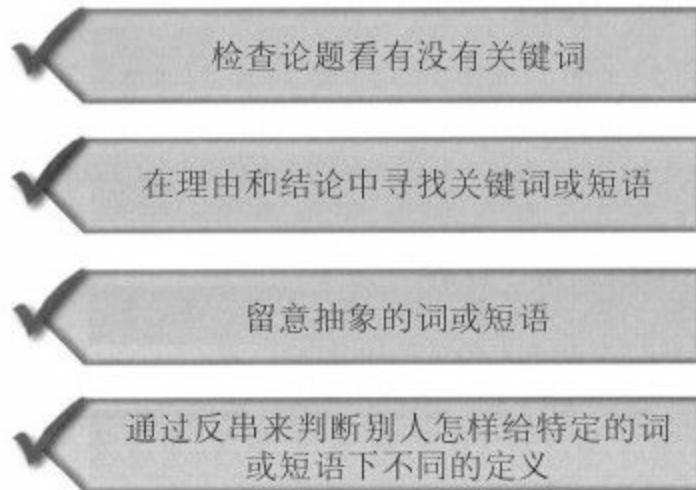 检查论题看有没有关键词
在理由和结论中寻找关键词或短语
留意抽象的词或短语
通过反串来判断别人怎样给特定的词
或短语下不同的定义